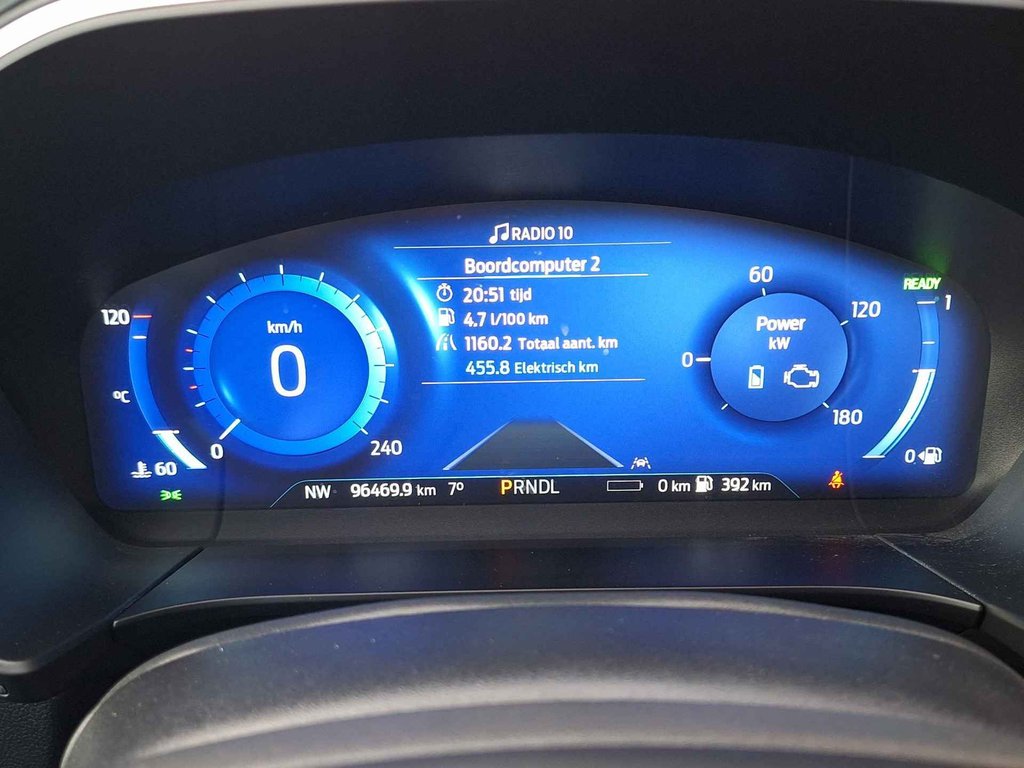 RADIO 10
Boordcomputer 2
20:51 tijd
4.7 l/100 km
1160.2 Totaal aant. km
455.8 Elektrisch km
120
°C
60
km/h
0
0
240
Power
kW
0
60
120
180
READY
1
0
NW 96469.9 km 7° PRNDL 0 km 392 km